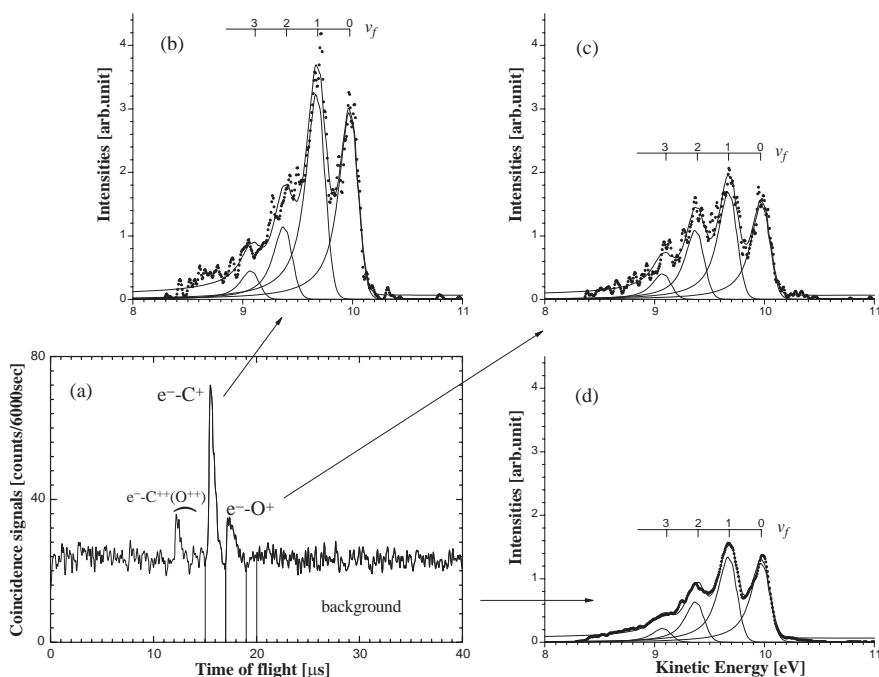 (b)
3 2 1 0 v_f
Intensities [arb.unit]
4
3
2
1
0
8 9 10 11
(c)
3 2 1 0 v_f
Intensities [arb.unit]
4
3
2
1
0
8 9 10 11
(a)
e⁻-C⁺
e⁻-C⁺⁺(O⁺⁺)
e⁻-O⁺
background
Coincidence signals [counts/6000sec]
80
40
0
0 10 20 30 40
Time of flight [μs]
(d)
3 2 1 0 v_f
Intensities [arb.unit]
4
3
2
1
0
8 9 10 11
Kinetic Energy [eV]